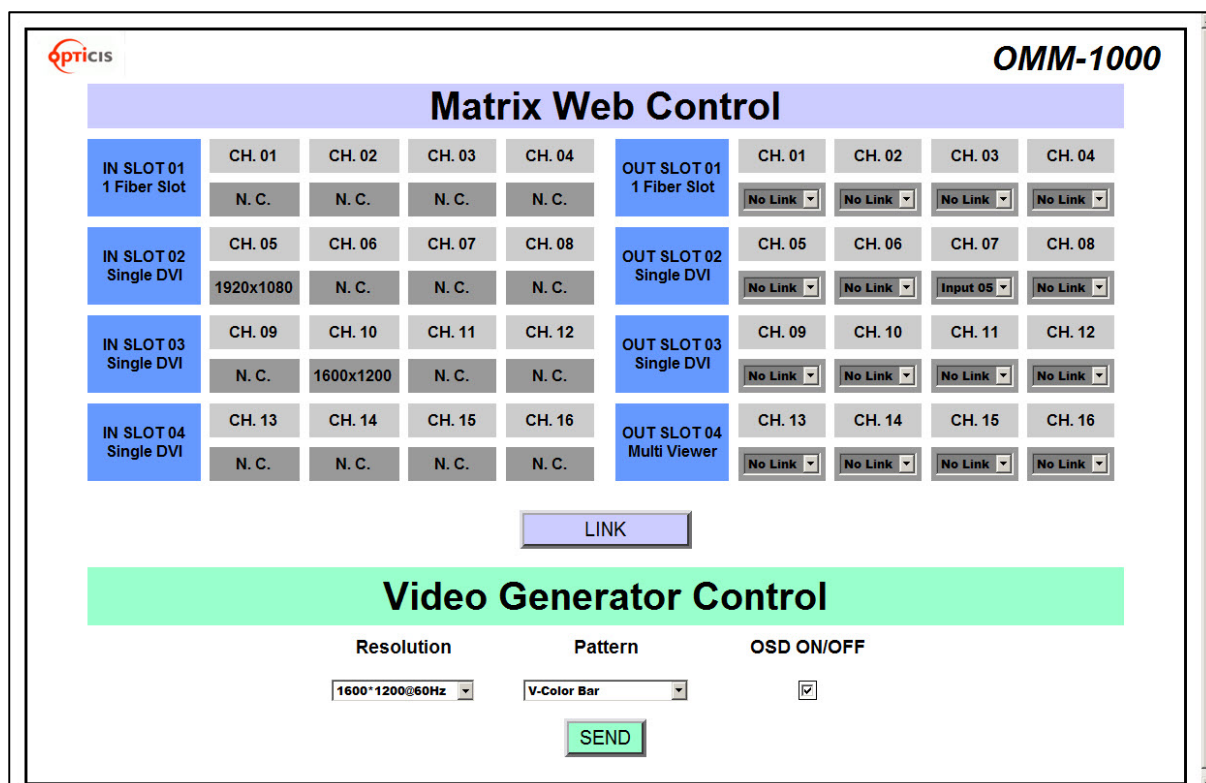 OPTICIS
OMM-1000
Matrix Web Control
IN SLOT 01
1 Fiber Slot
CH. 01 CH. 02 CH. 03 CH. 04
N. C. N. C. N. C. N. C.
OUT SLOT 01
1 Fiber Slot
CH. 01 CH. 02 CH. 03 CH. 04
No Link No Link No Link No Link
IN SLOT 02
Single DVI
CH. 05 CH. 06 CH. 07 CH. 08
1920x1080 N. C. N. C. N. C.
OUT SLOT 02
Single DVI
CH. 05 CH. 06 CH. 07 CH. 08
No Link No Link Input 05 No Link
IN SLOT 03
Single DVI
CH. 09 CH. 10 CH. 11 CH. 12
N. C. 1600x1200 N. C. N. C.
OUT SLOT 03
Single DVI
CH. 09 CH. 10 CH. 11 CH. 12
No Link No Link No Link No Link
IN SLOT 04
Single DVI
CH. 13 CH. 14 CH. 15 CH. 16
N. C. N. C. N. C. N. C.
OUT SLOT 04
Multi Viewer
CH. 13 CH. 14 CH. 15 CH. 16
No Link No Link No Link No Link
LINK
Video Generator Control
Resolution Pattern OSD ON/OFF
1600*1200@60Hz V-Color Bar
SEND